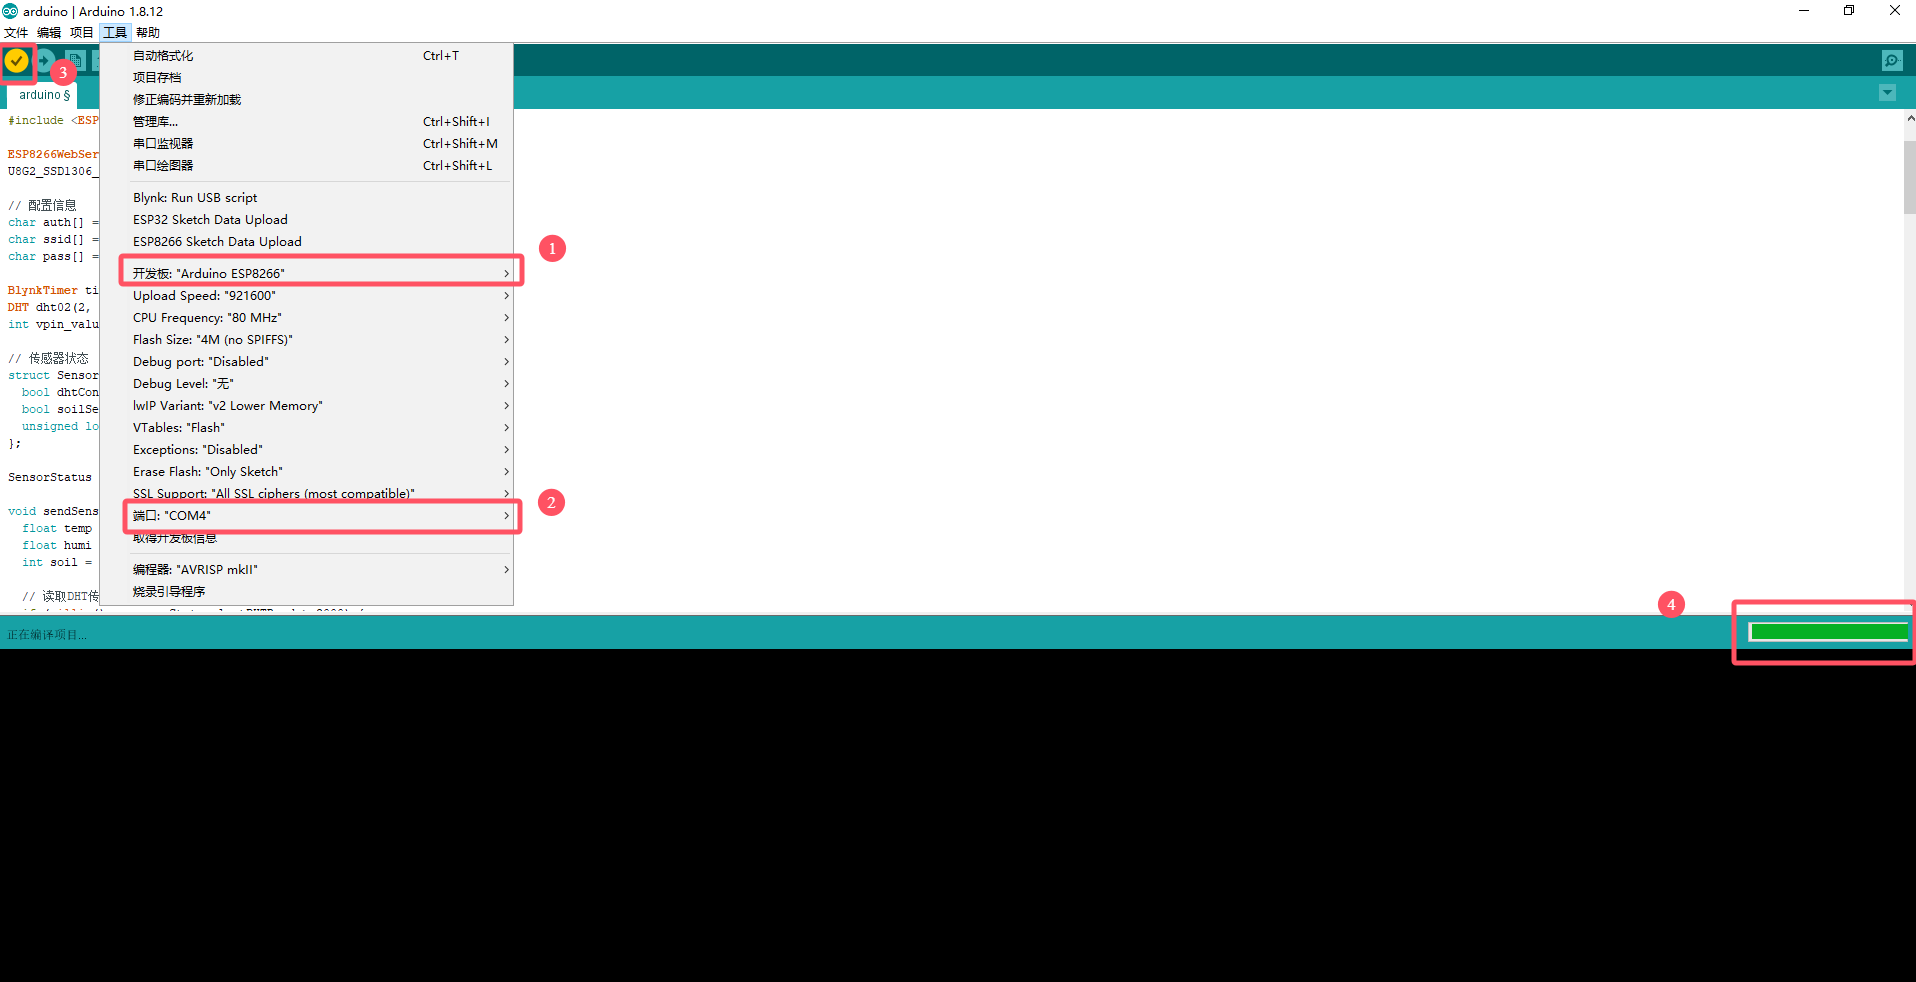 arduino | Arduino 1.8.12
文件 编辑 项目 工具 帮助
3
arduino §
自动格式化 Ctrl+T
项目存档
修正编码并重新加载
管理库... Ctrl+Shift+I
串口监视器 Ctrl+Shift+M
串口绘图器 Ctrl+Shift+L
Blynk: Run USB script
ESP32 Sketch Data Upload
ESP8266 Sketch Data Upload
1
开发板: "Arduino ESP8266"
Upload Speed: "921600"
CPU Frequency: "80 MHz"
Flash Size: "4M (no SPIFFS)"
Debug port: "Disabled"
Debug Level: "无"
lwIP Variant: "v2 Lower Memory"
VTables: "Flash"
Exceptions: "Disabled"
Erase Flash: "Only Sketch"
SSL Support: "All SSL ciphers (most compatible)"
2
端口: "COM4"
取得开发板信息
编程器: "AVRISP mkII"
烧录引导程序
#include <ESP
ESP8266WebSer
U8G2_SSD1306_
// 配置信息
char auth[] =
char ssid[] =
char pass[] =
BlynkTimer ti
DHT dht02(2,
int vpin_valu
// 传感器状态
struct Sensor
bool dhtCon
bool soilSe
unsigned lo
};
SensorStatus
void sendSens
float temp
float humi
int soil =
// 读取DHT传
4
正在编译项目...